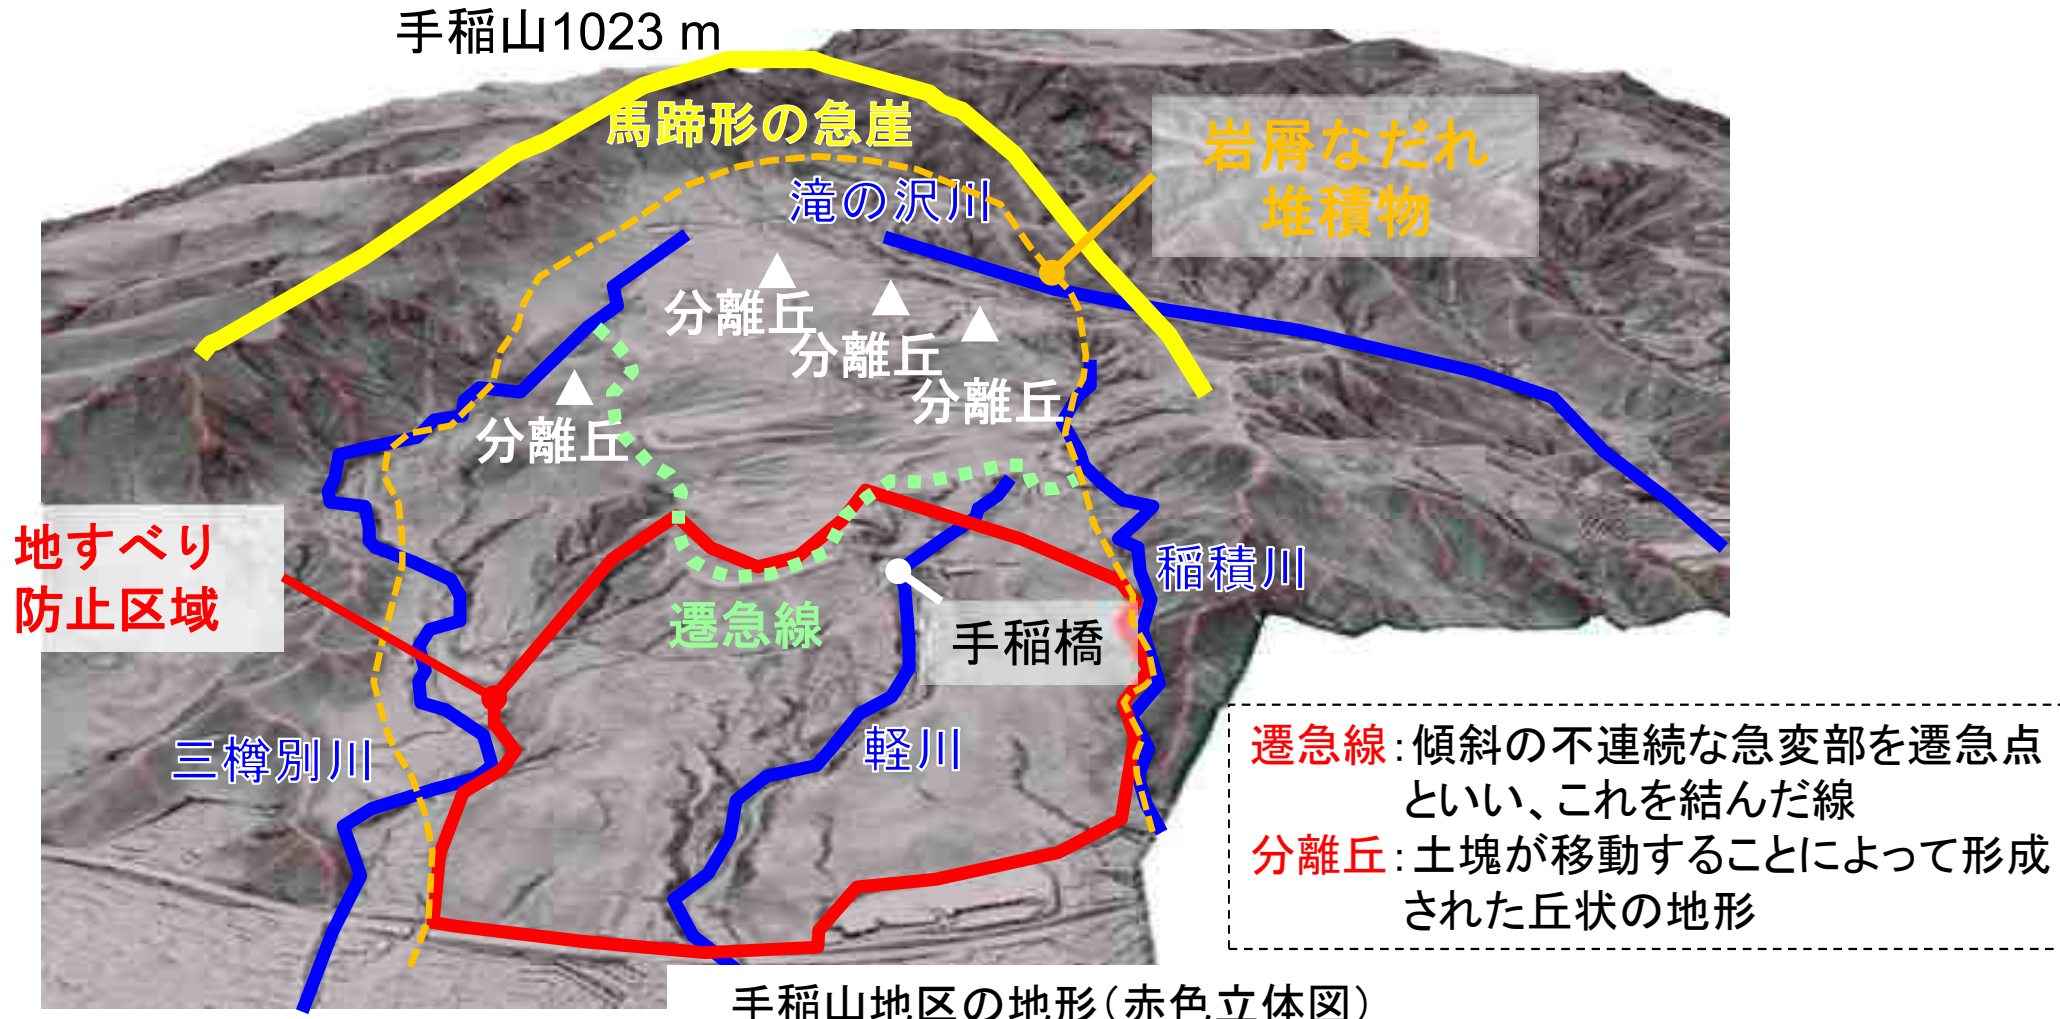 手稲山1023 m
馬蹄形の急崖
岩屑なだれ
堆積物
滝の沢川
分離丘
分離丘
分離丘
分離丘
地すべり
防止区域
稲積川
遷急線
手稲橋
三樽別川
軽川
遷急線：傾斜の不連続な急変部を遷急点
といい、これを結んだ線
分離丘：土塊が移動することによって形成
された丘状の地形
手稲山地区の地形（赤色立体図）